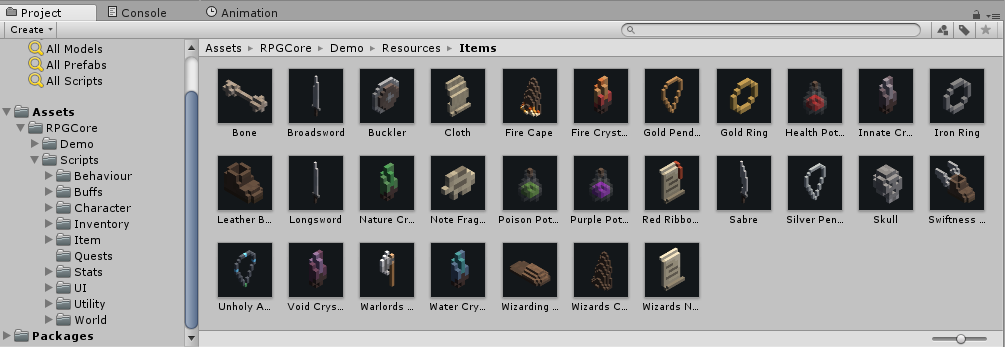 Project Console Animation
Create
All Models
All Prefabs
All Scripts
Assets
RPGCore
Demo
Scripts
Behaviour
Buffs
Character
Inventory
Item
Quests
Stats
UI
Utility
World
Packages
Assets RPGCore Demo Resources Items
Bone Broadsword Buckler Cloth Fire Cape Fire Cryst... Gold Pend... Gold Ring Health Pot... Innate Cr... Iron Ring
Leather B... Longsword Nature Cr... Note Frag... Poison Pot... Purple Pot... Red Ribbo... Sabre Silver Pen... Skull Swiftness ...
Unholy A... Void Crys... Warlords ... Water Cry... Wizarding ... Wizards C... Wizards N...